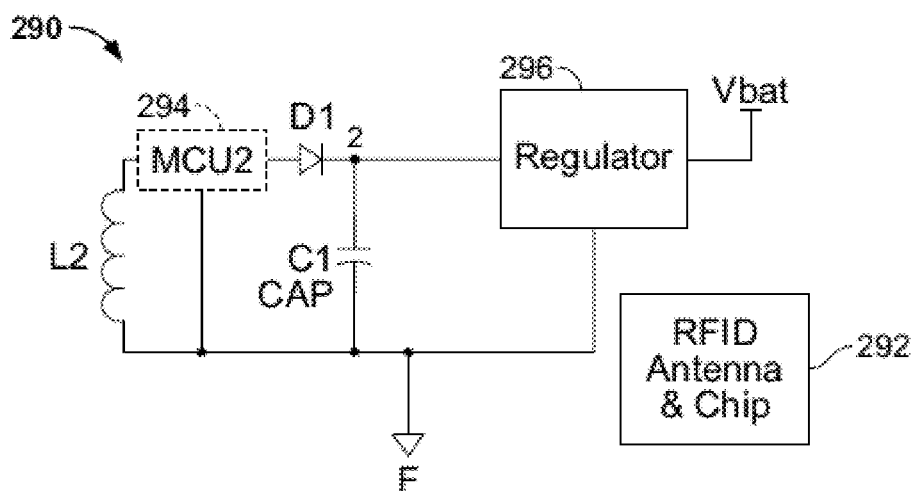 290
296
Vbat
294
D1
2
MCU2
Regulator
L2
C1
CAP
RFID
Antenna
& Chip
292
F